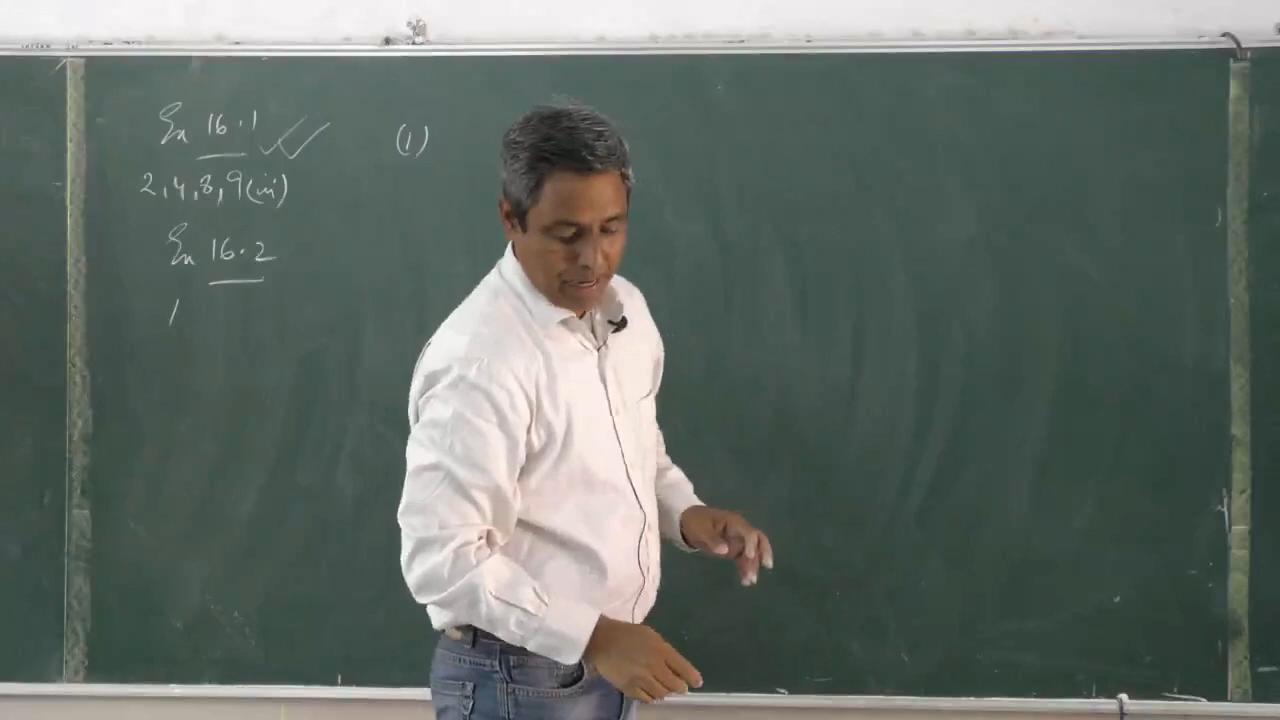 Ex 16.1
2, 4, 8, 9(iii)
Ex 16.2
1
(1)